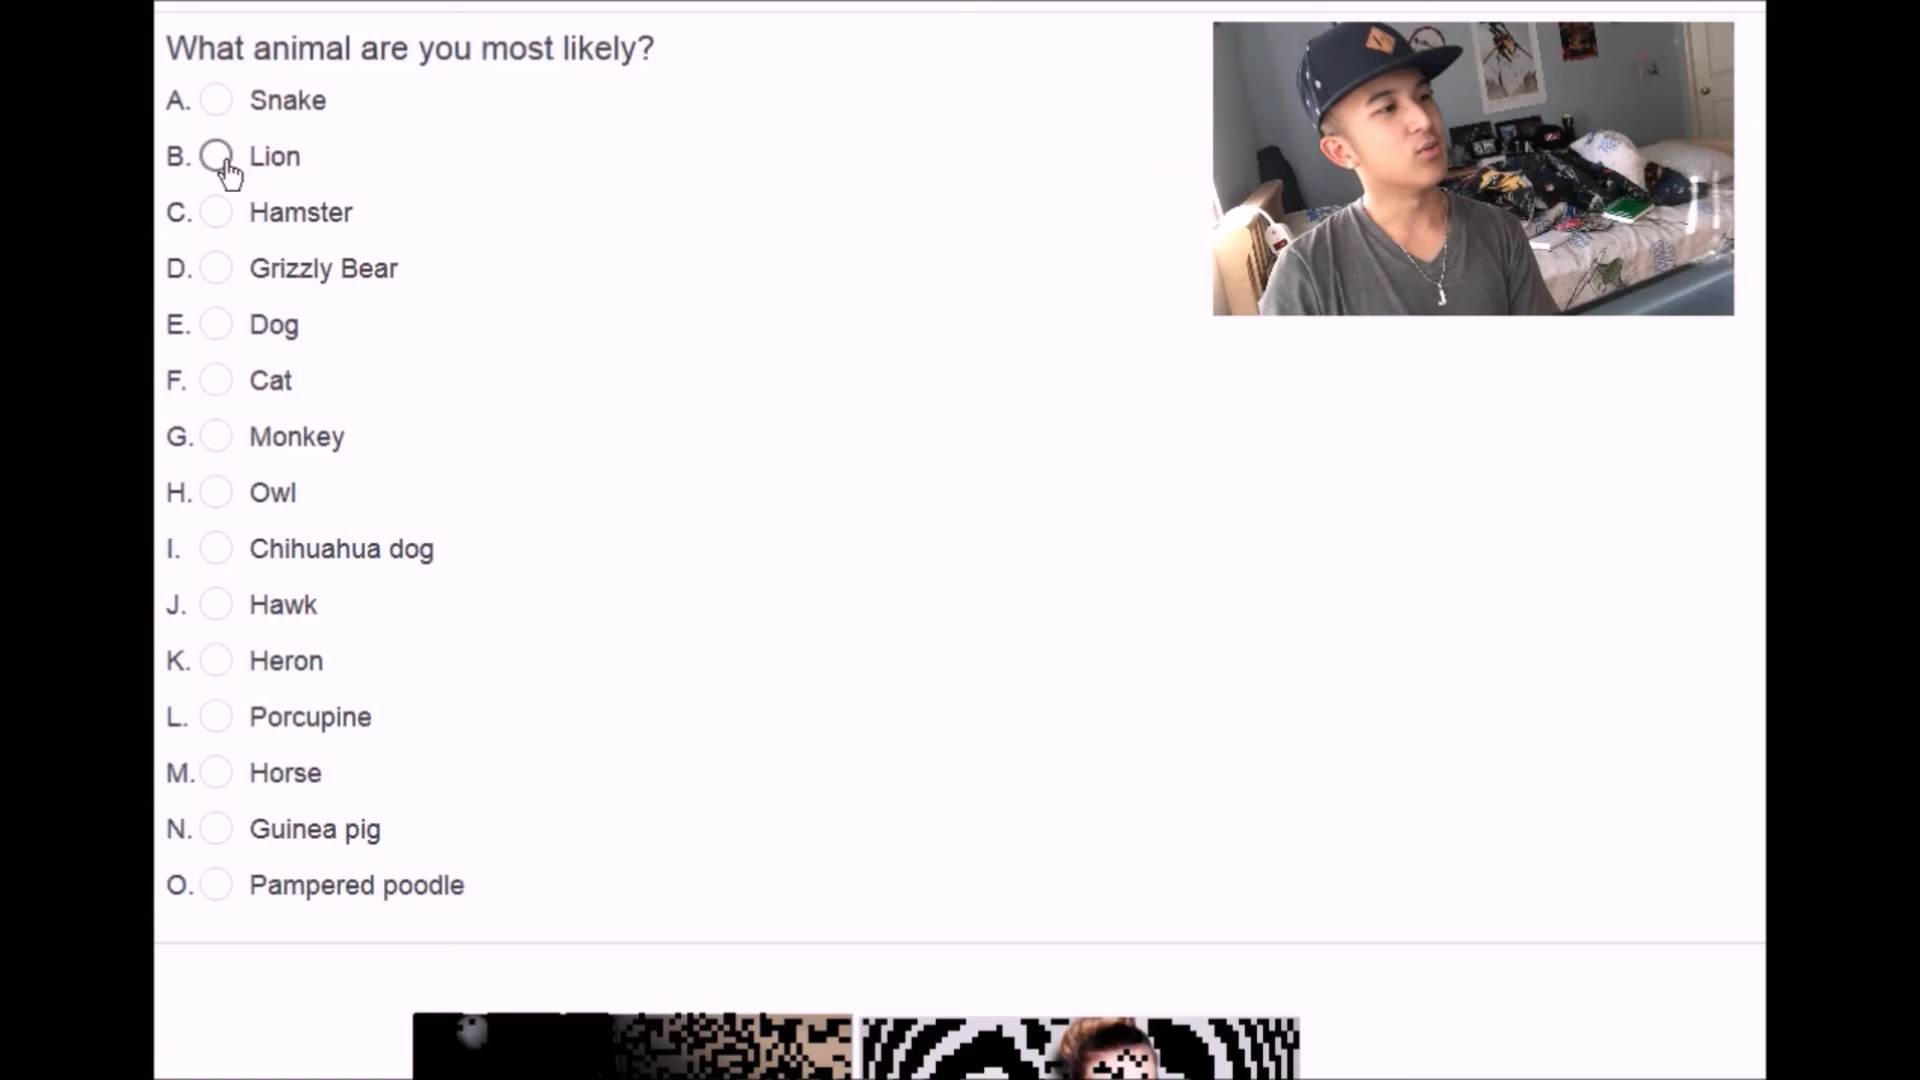 What animal are you most likely?
A. Snake
B. Lion
C. Hamster
D. Grizzly Bear
E. Dog
F. Cat
G. Monkey
H. Owl
I. Chihuahua dog
J. Hawk
K. Heron
L. Porcupine
M. Horse
N. Guinea pig
O. Pampered poodle